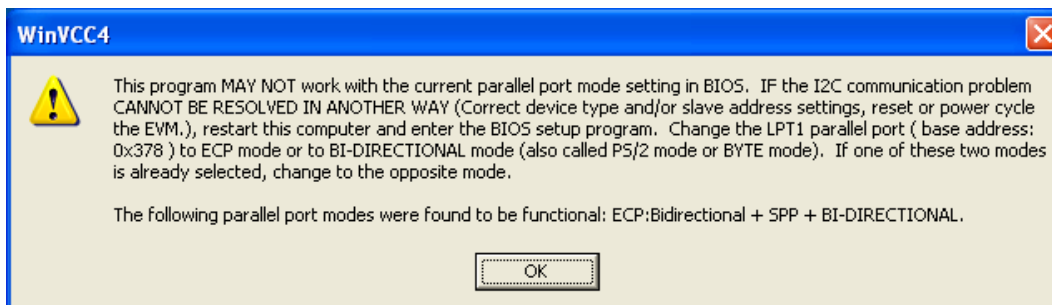 WinVCC4
This program MAY NOT work with the current parallel port mode setting in BIOS.  IF the I2C communication problem
CANNOT BE RESOLVED IN ANOTHER WAY (Correct device type and/or slave address settings, reset or power cycle
the EVM.), restart this computer and enter the BIOS setup program.  Change the LPT1 parallel port ( base address:
0x378 ) to ECP mode or to BI-DIRECTIONAL mode (also called PS/2 mode or BYTE mode).  If one of these two modes
is already selected, change to the opposite mode.
The following parallel port modes were found to be functional: ECP:Bidirectional + SPP + BI-DIRECTIONAL.
OK